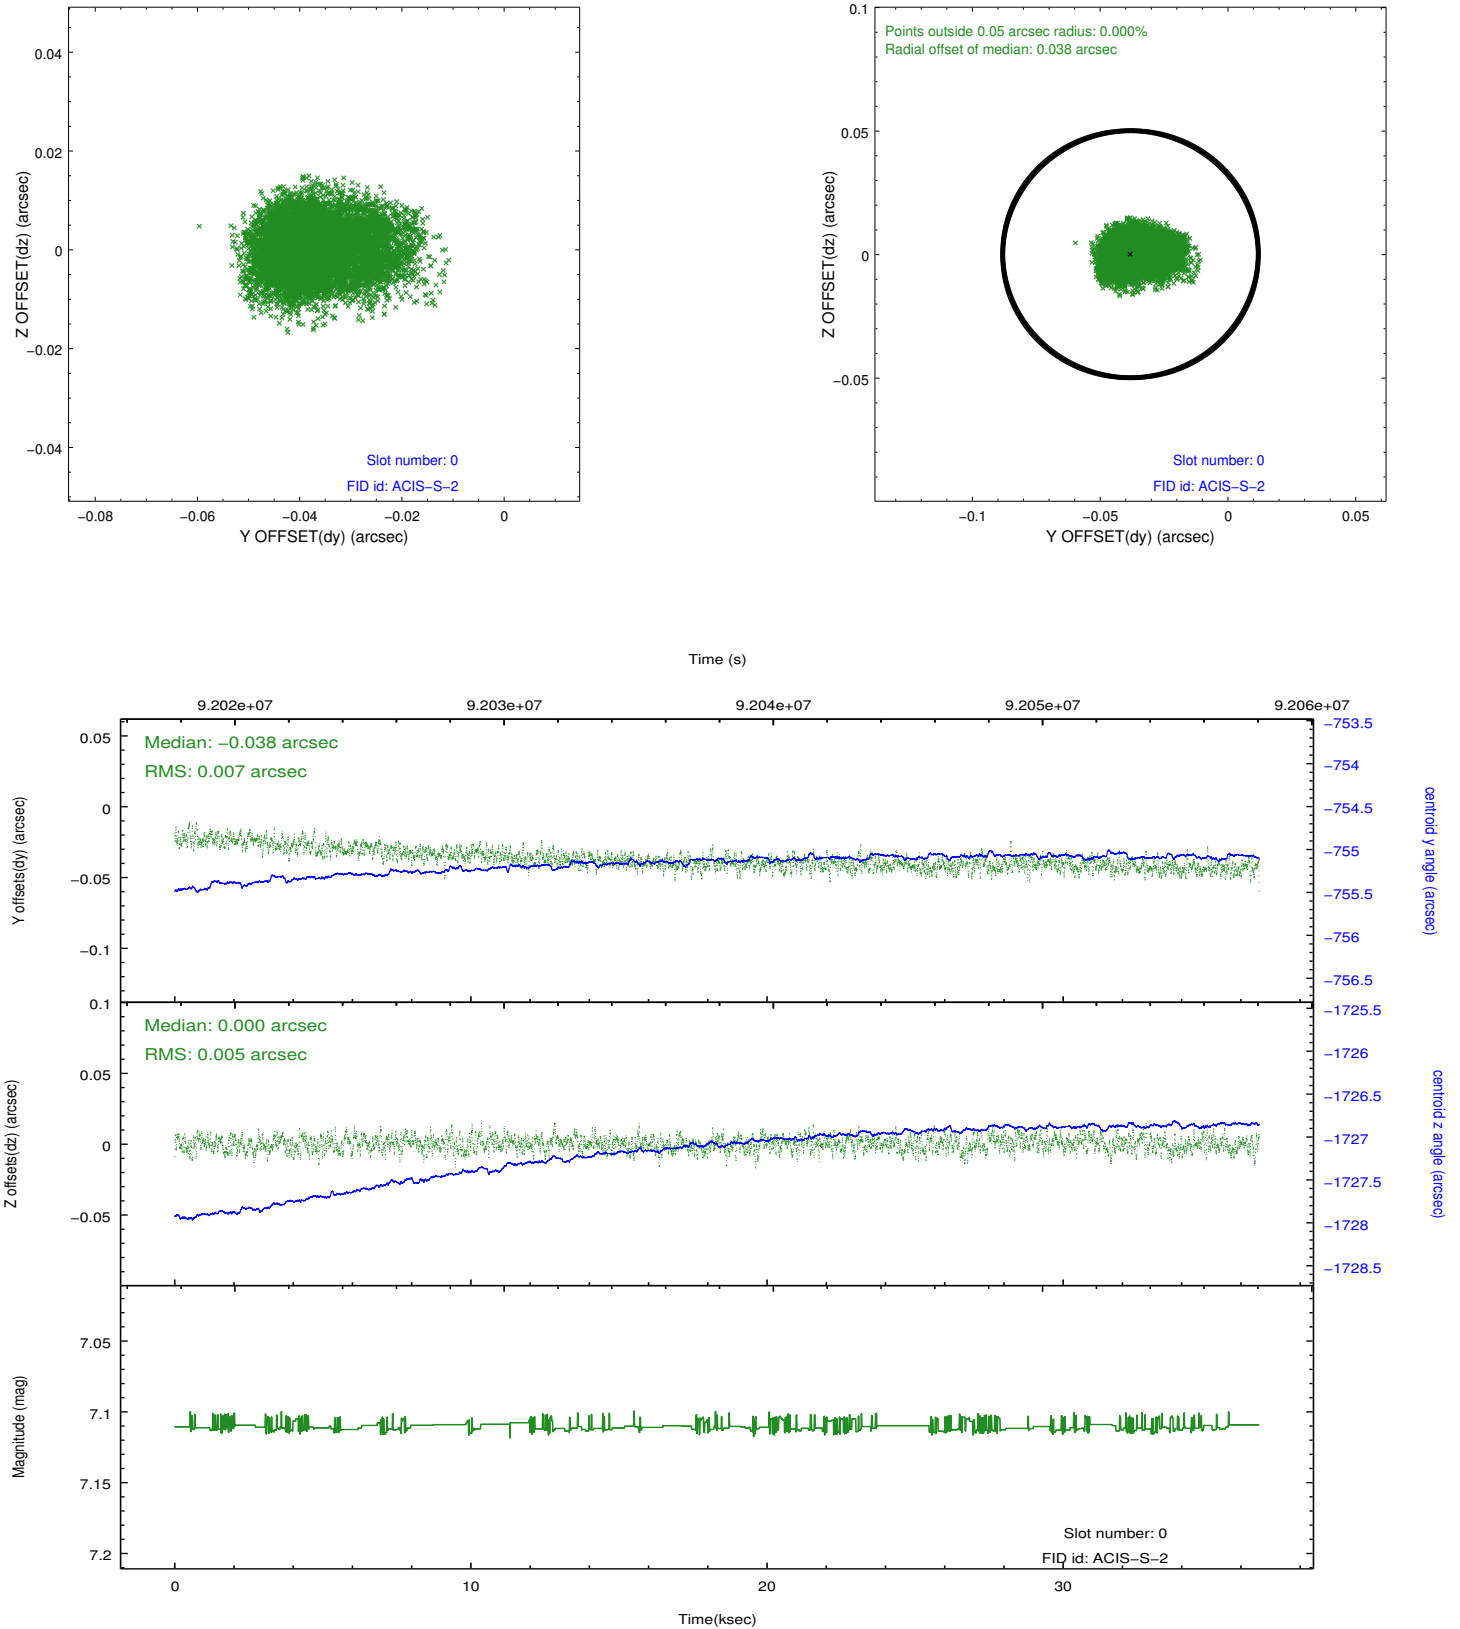 0.04
0.02
0
−0.02
−0.04
Z OFFSET(dz) (arcsec)
Slot number: 0
FID id: ACIS−S−2
−0.08 −0.06 −0.04 −0.02 0
Y OFFSET(dy) (arcsec)
0.1
0.05
0
−0.05
Z OFFSET(dz) (arcsec)
Points outside 0.05 arcsec radius: 0.000%
Radial offset of median: 0.038 arcsec
Slot number: 0
FID id: ACIS−S−2
−0.1 −0.05 0 0.05
Y OFFSET(dy) (arcsec)
Time (s)
9.202e+07 9.203e+07 9.204e+07 9.205e+07 9.206e+07
Median: −0.038 arcsec
RMS: 0.007 arcsec
0.05
0
−0.05
−0.1
Y offsets(dy) (arcsec)
−753.5
−754
−754.5
−755
−755.5
−756
−756.5
centroid y angle (arcsec)
Median: 0.000 arcsec
RMS: 0.005 arcsec
0.1
0.05
0
−0.05
Z offsets(dz) (arcsec)
−1725.5
−1726
−1726.5
−1727
−1727.5
−1728
−1728.5
centroid z angle (arcsec)
7.05
7.1
7.15
7.2
Magnitude (mag)
Slot number: 0
FID id: ACIS−S−2
0 10 20 30
Time(ksec)